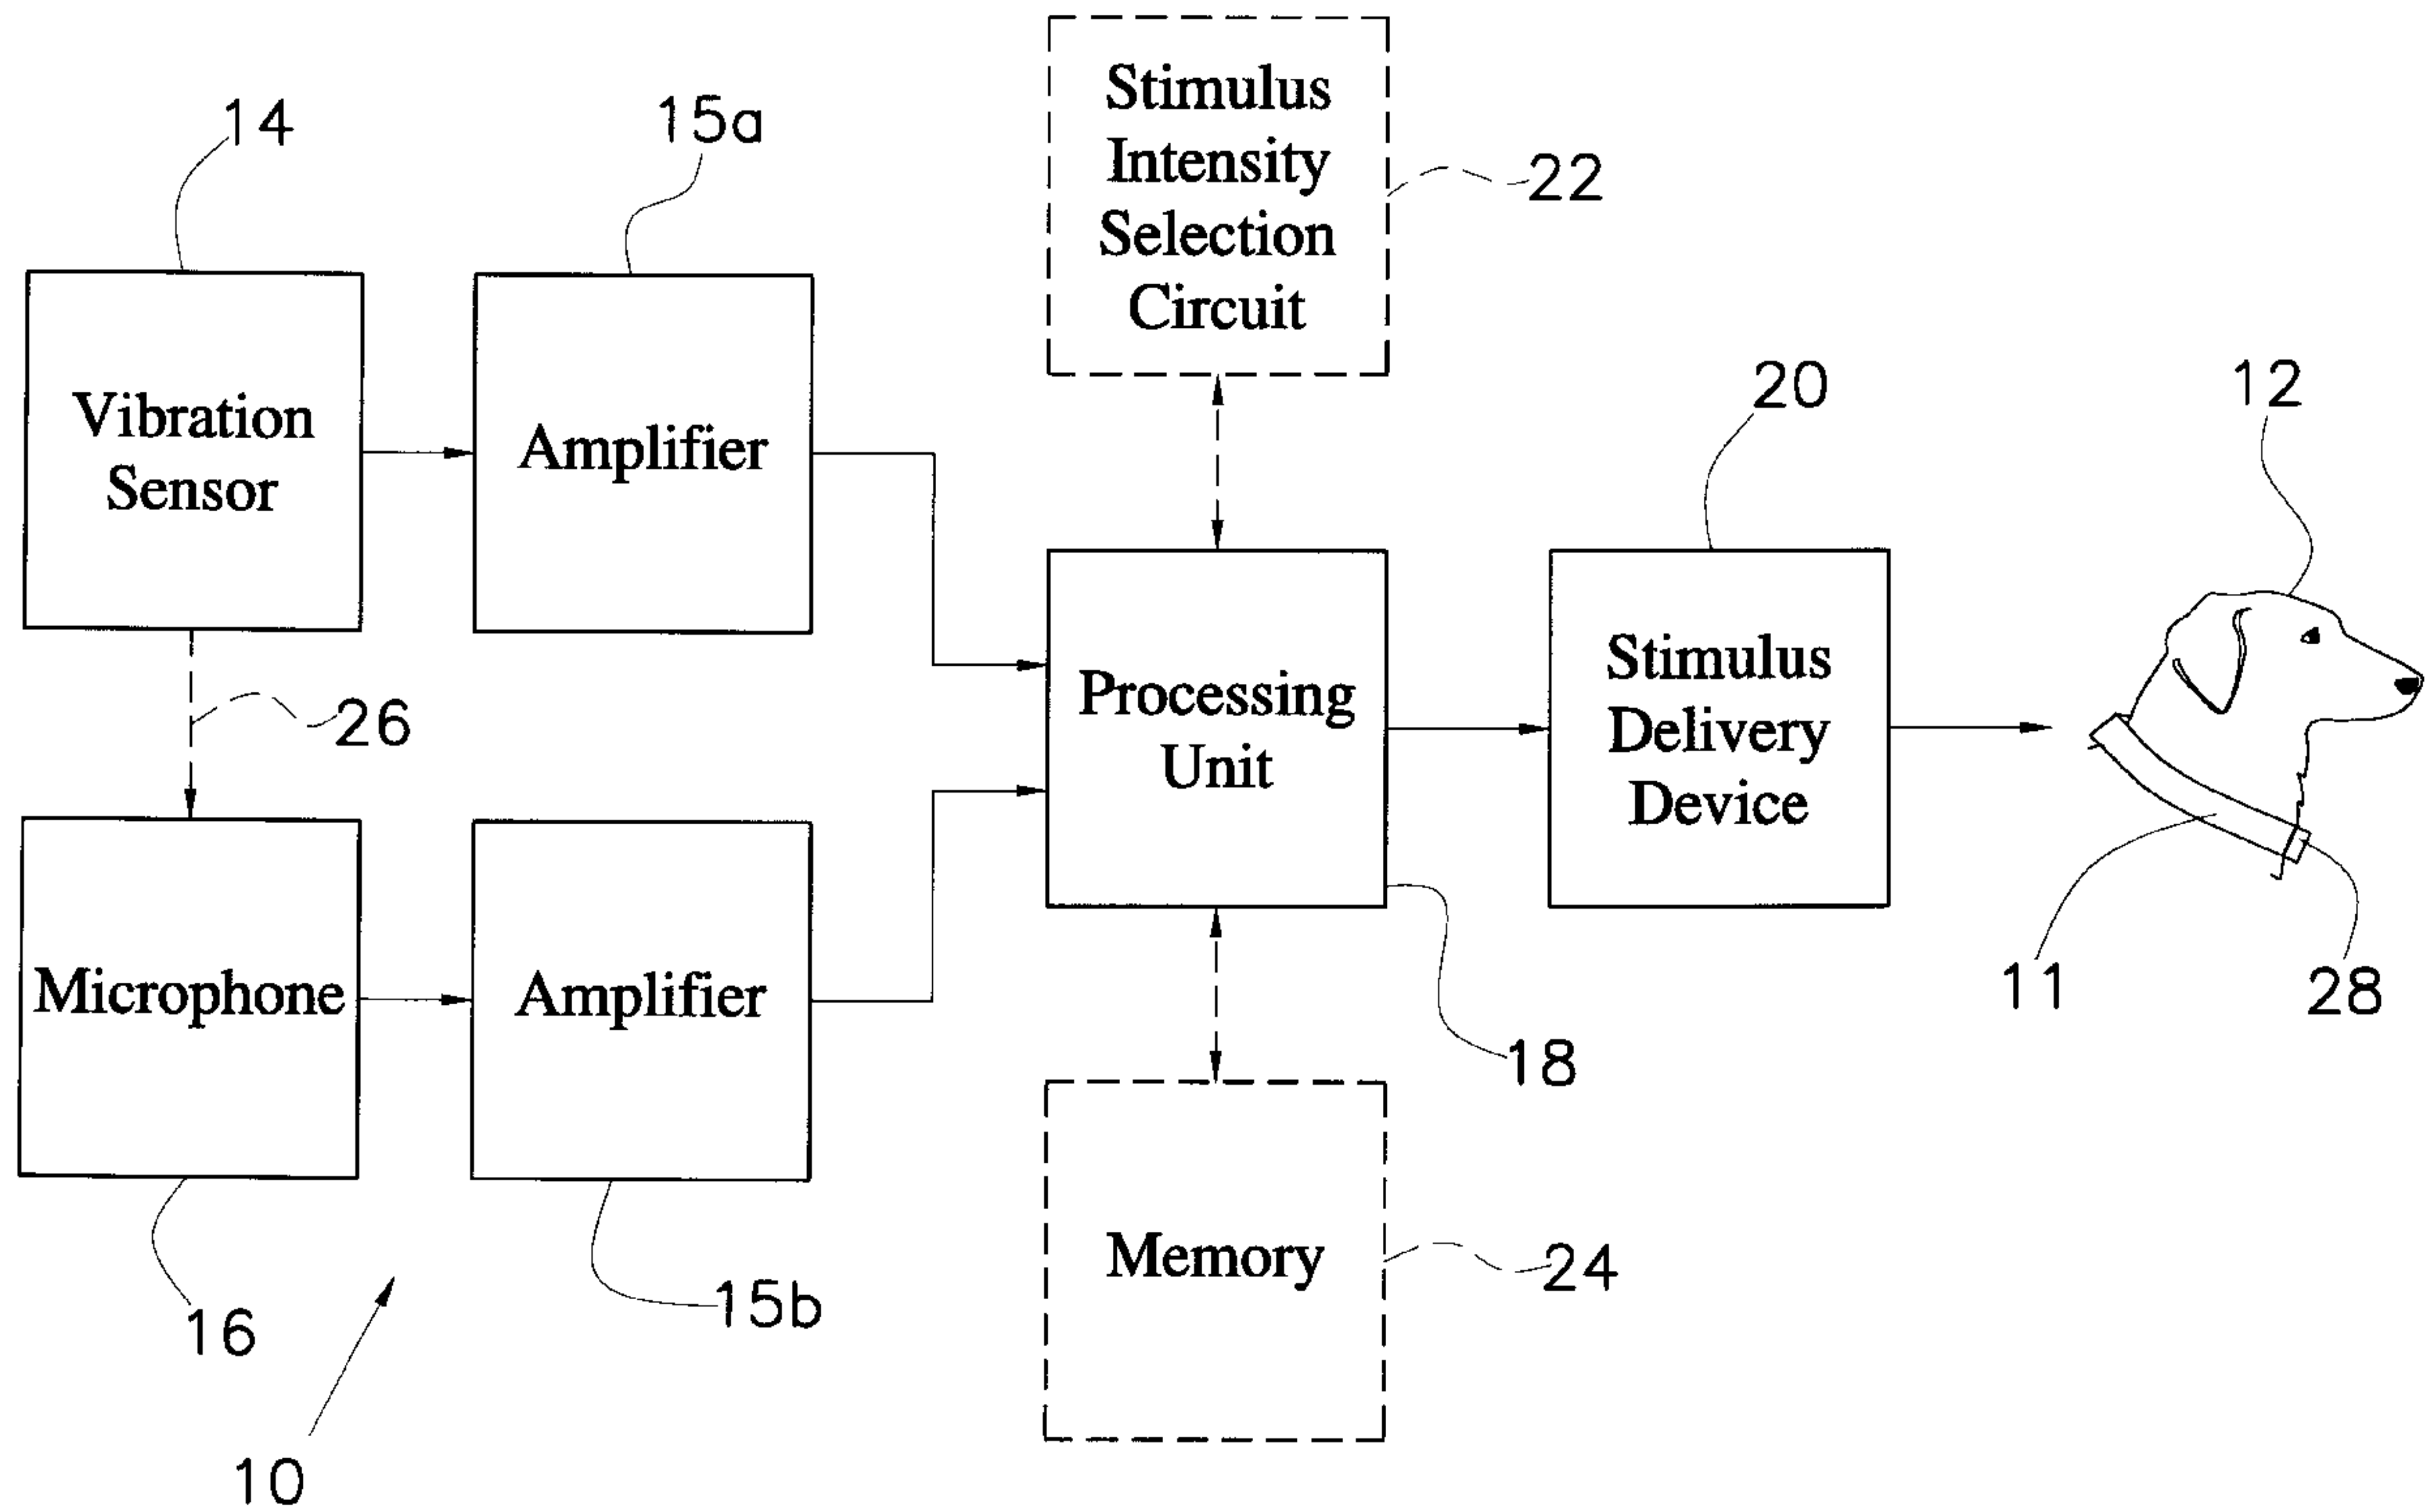 14
15a
Stimulus
Intensity
Selection
Circuit
22
Vibration
Sensor
Amplifier
20
12
26
Processing
Unit
Stimulus
Delivery
Device
Microphone
Amplifier
11
28
18
16
15b
Memory
24
10